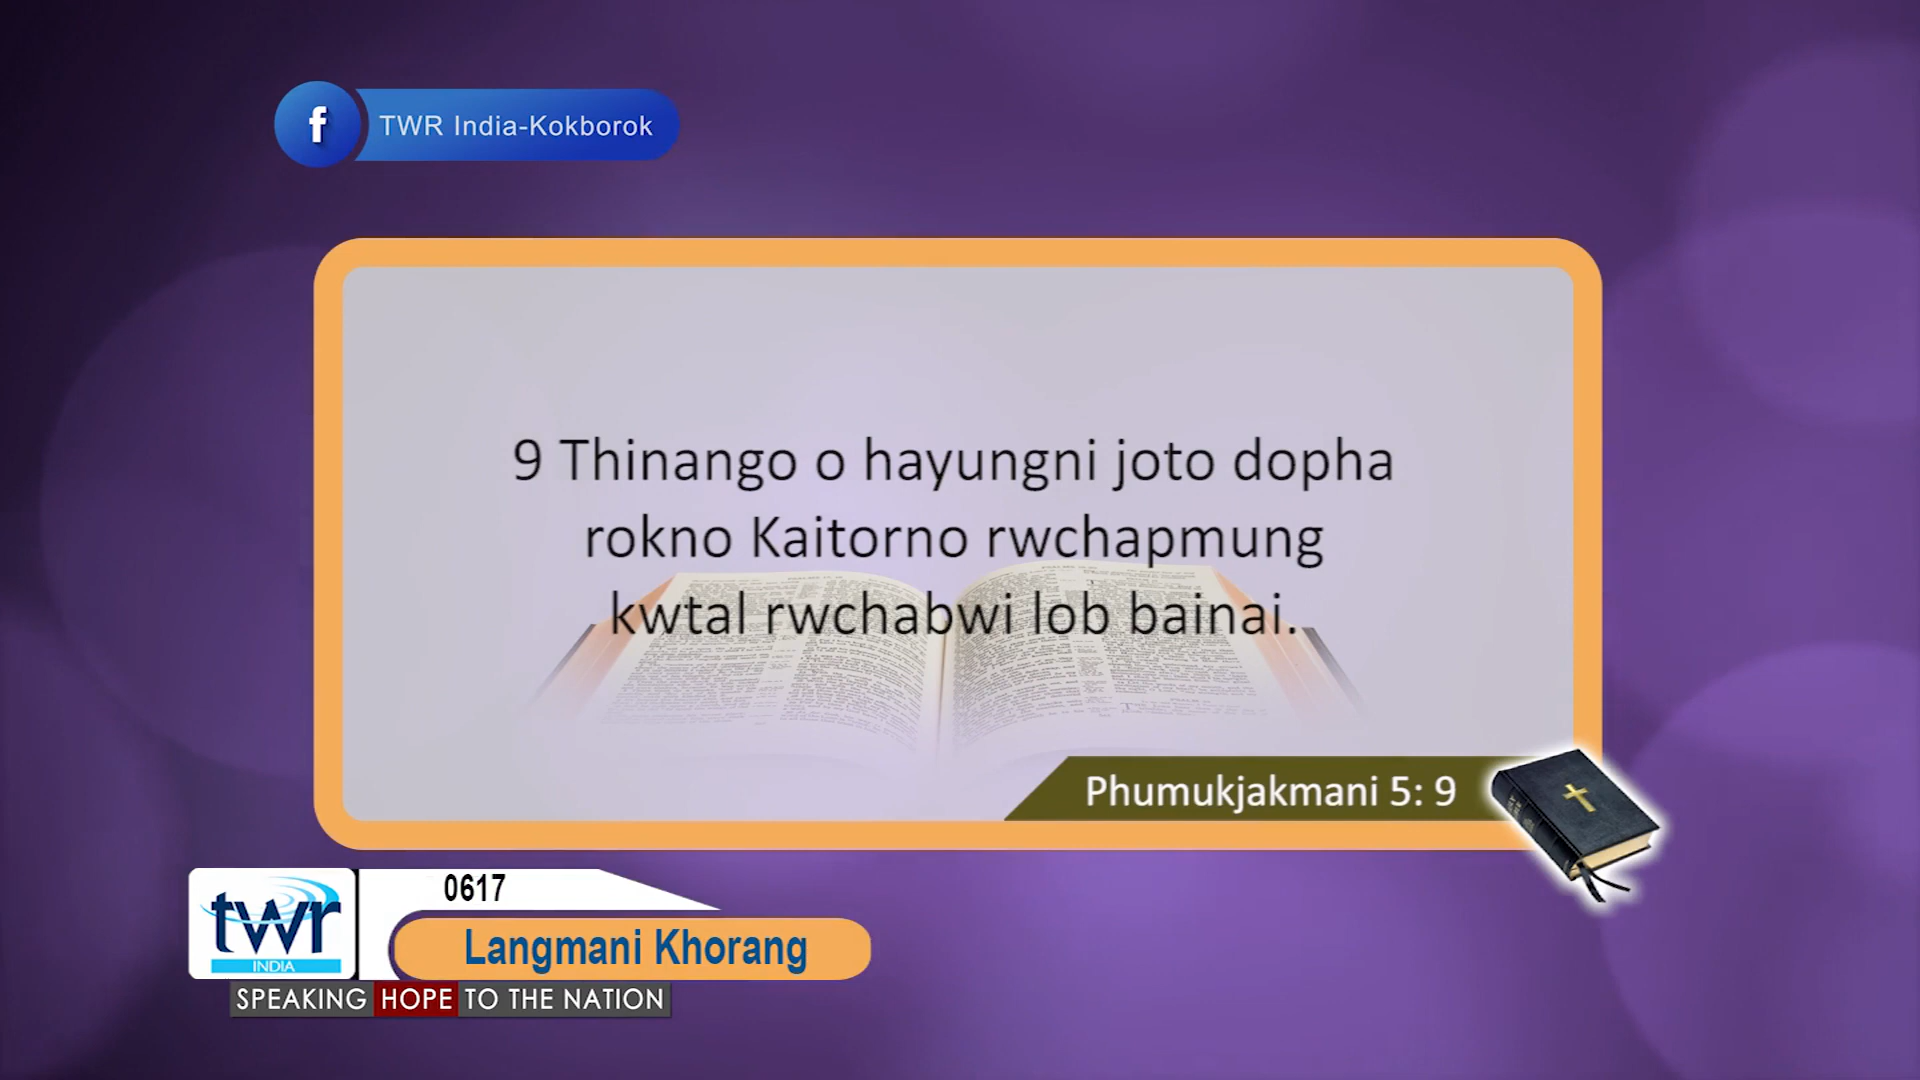 f TWR India-Kokborok
9 Thinango o hayungni joto dopha
rokno Kaitorno rwchapmung
kwtal rwchabwi lob bainai.
Phumukjakmani 5: 9
0617
twr
INDIA
Langmani Khorang
SPEAKING HOPE TO THE NATION